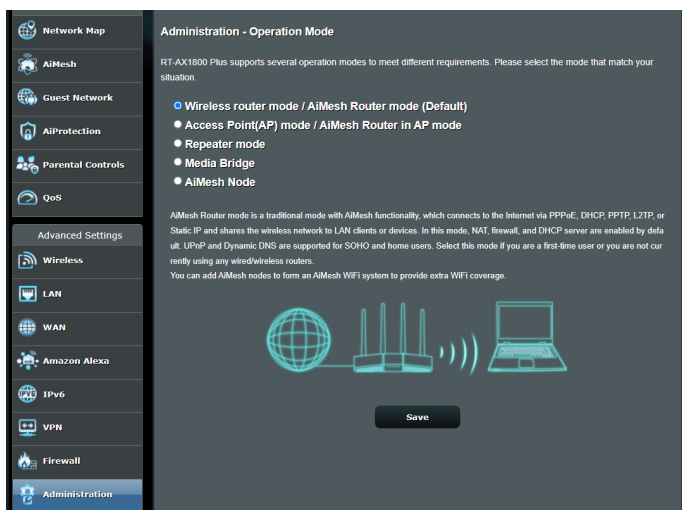 Network Map
AiMesh
Guest Network
AiProtection
Parental Controls
QoS
Advanced Settings
Wireless
LAN
WAN
Amazon Alexa
IPv6
VPN
Firewall
Administration
Administration - Operation Mode
RT-AX1800 Plus supports several operation modes to meet different requirements. Please select the mode that match your
situation.
Wireless router mode / AiMesh Router mode (Default)
Access Point(AP) mode / AiMesh Router in AP mode
Repeater mode
Media Bridge
AiMesh Node
AiMesh Router mode is a traditional mode with AiMesh functionality, which connects to the Internet via PPPoE, DHCP, PPTP, L2TP, or
Static IP and shares the wireless network to LAN clients or devices. In this mode, NAT, firewall, and DHCP server are enabled by defa
ult. UPnP and Dynamic DNS are supported for SOHO and home users. Select this mode if you are a first-time user or you are not cur
rently using any wired/wireless routers.
You can add AiMesh nodes to form an AiMesh WiFi system to provide extra WiFi coverage.
Save